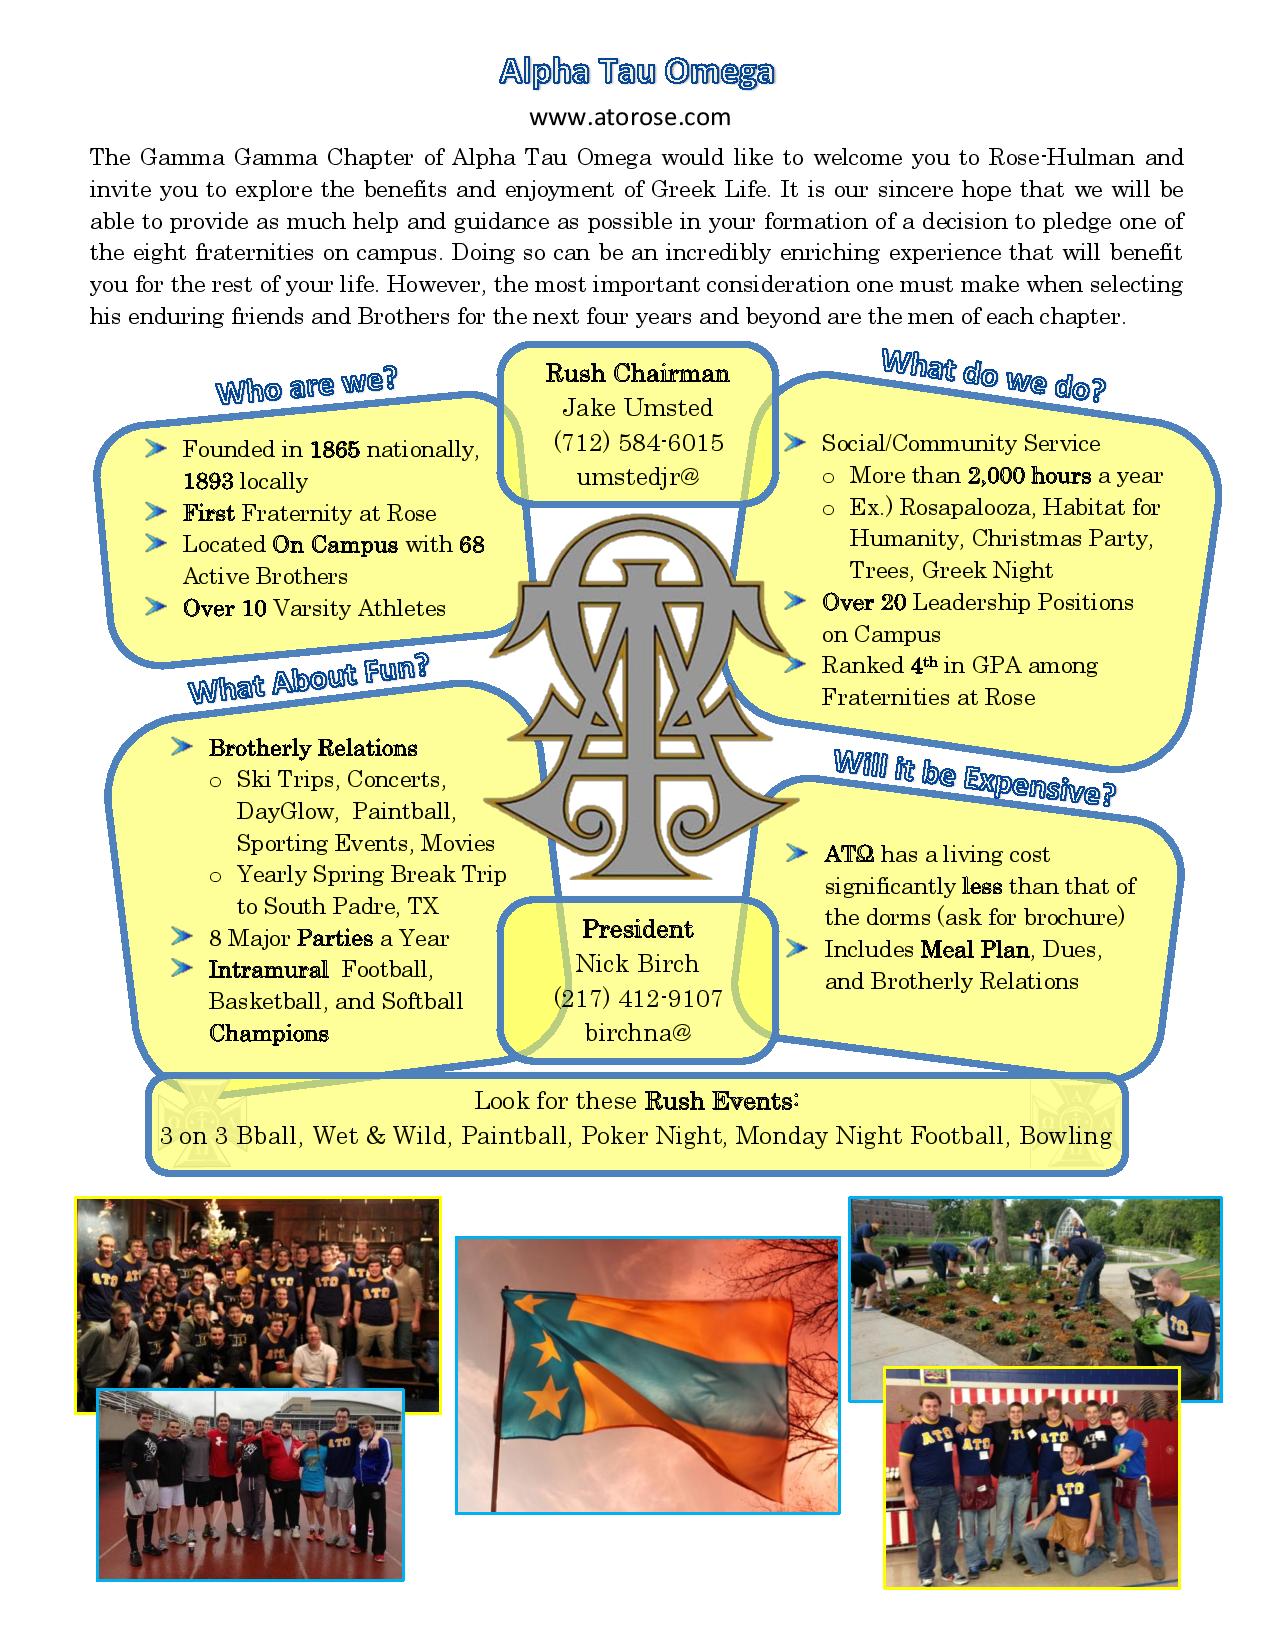 Alpha Tau Omega
www.atorose.com
The Gamma Gamma Chapter of Alpha Tau Omega would like to welcome you to Rose-Hulman and
invite you to explore the benefits and enjoyment of Greek Life. It is our sincere hope that we will be
able to provide as much help and guidance as possible in your formation of a decision to pledge one of
the eight fraternities on campus. Doing so can be an incredibly enriching experience that will benefit
you for the rest of your life. However, the most important consideration one must make when selecting
his enduring friends and Brothers for the next four years and beyond are the men of each chapter.
Who are we?
Founded in 1865 nationally,
1893 locally
First Fraternity at Rose
Located On Campus with 68
Active Brothers
Over 10 Varsity Athletes
Rush Chairman
Jake Umsted
(712) 584-6015
umstedjr@
What do we do?
Social/Community Service
o More than 2,000 hours a year
o Ex.) Rosapalooza, Habitat for
Humanity, Christmas Party,
Trees, Greek Night
Over 20 Leadership Positions
on Campus
Ranked 4th in GPA among
Fraternities at Rose
What About Fun?
Brotherly Relations
o Ski Trips, Concerts,
DayGlow, Paintball,
Sporting Events, Movies
o Yearly Spring Break Trip
to South Padre, TX
8 Major Parties a Year
Intramural Football,
Basketball, and Softball
Champions
President
Nick Birch
(217) 412-9107
birchna@
Will it be Expensive?
ΑΤΩ has a living cost
significantly less than that of
the dorms (ask for brochure)
Includes Meal Plan, Dues,
and Brotherly Relations
Look for these Rush Events:
3 on 3 Bball, Wet & Wild, Paintball, Poker Night, Monday Night Football, Bowling
ΑΤΩ
ΑΤΩ
ΑΤΩ
ΑΤΩ
ΑΤΩ
ΑΤΩ
ΑΤΩ